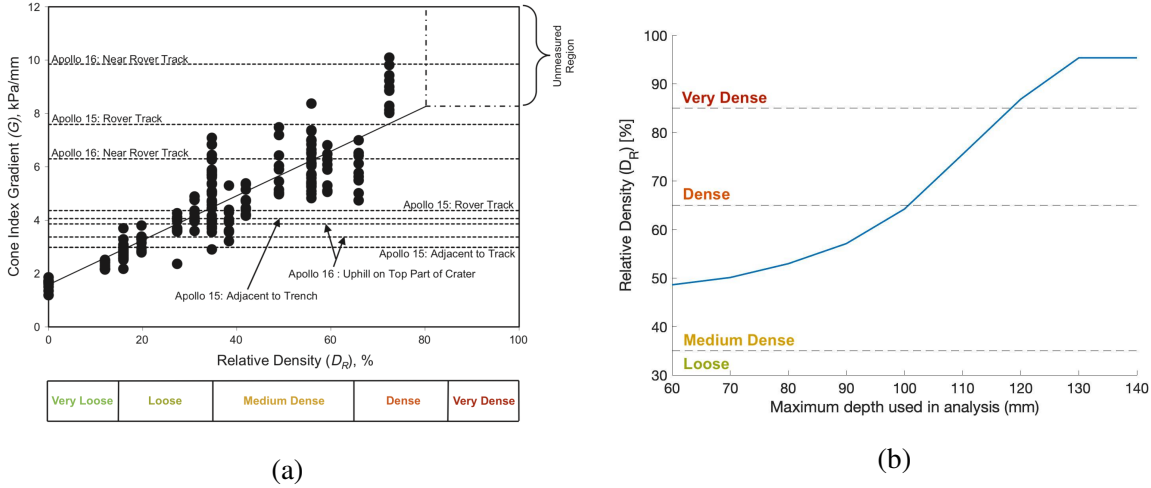 12
10
8
6
4
2
0
Cone Index Gradient (G), kPa/mm
Apollo 16: Near Rover Track
Apollo 15: Rover Track
Apollo 16: Near Rover Track
Apollo 15: Rover Track
Apollo 15: Adjacent to Track
Apollo 16 : Uphill on Top Part of Crater
Apollo 15: Adjacent to Trench
Unmeasured
Region
0 20 40 60 80 100
Relative Density (DR), %
Very Loose Loose Medium Dense Dense Very Dense
(a)
100
90
80
70
60
50
40
30
Relative Density (DR) [%]
Very Dense
Dense
Medium Dense
Loose
60 70 80 90 100 110 120 130 140
Maximum depth used in analysis (mm)
(b)